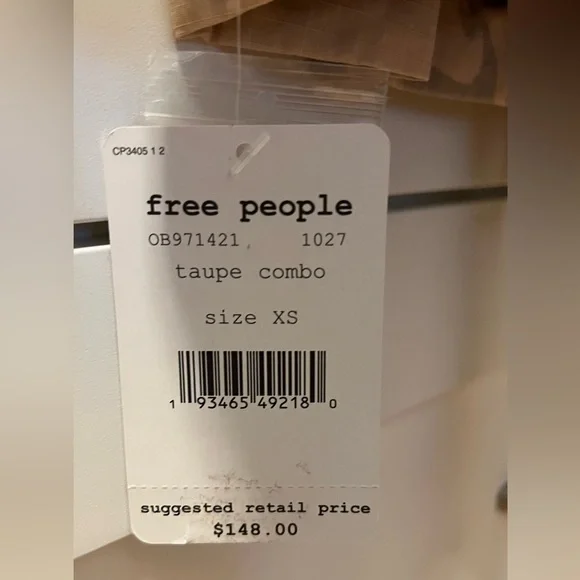 CP3405 1 2
free people
OB971421 1027
taupe combo
size XS
1 93465 49218 0
suggested retail price
$148.00